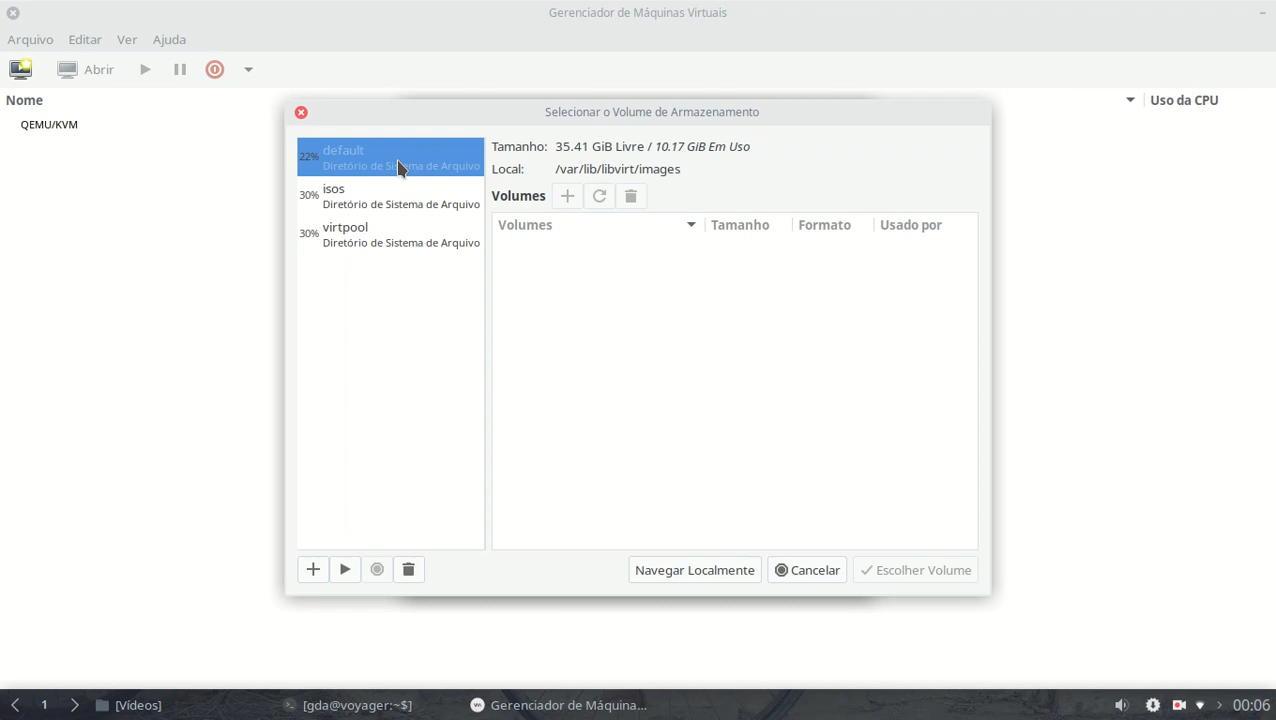 Gerenciador de Máquinas Virtuais
Arquivo Editar Ver Ajuda
Abrir
Nome
Uso da CPU
QEMU/KVM
Selecionar o Volume de Armazenamento
22% default
Diretório de Sistema de Arquivo
30% isos
Diretório de Sistema de Arquivo
30% virtpool
Diretório de Sistema de Arquivo
Tamanho: 35.41 GiB Livre / 10.17 GiB Em Uso
Local: /var/lib/libvirt/images
Volumes
Volumes Tamanho Formato Usado por
Navegar Localmente Cancelar Escolher Volume
1 [Vídeos] [gda@voyager:~$] Gerenciador de Máquina... 00:06